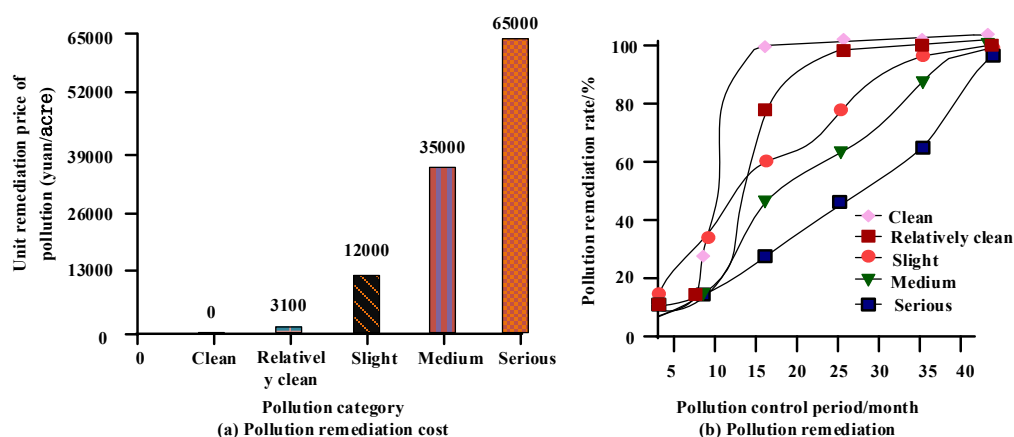 Unit remediation price of
pollution (yuan/acre)
65000
52000
39000
26000
13000
0
0
3100
12000
35000
65000
0
Clean
Relativel
y clean
Slight
Medium
Serious
Pollution category
(a) Pollution remediation cost
Pollution remediation rate/%
100
80
60
40
20
0
Clean
Relatively clean
Slight
Medium
Serious
5
10
15
20
25
30
35
40
Pollution control period/month
(b) Pollution remediation